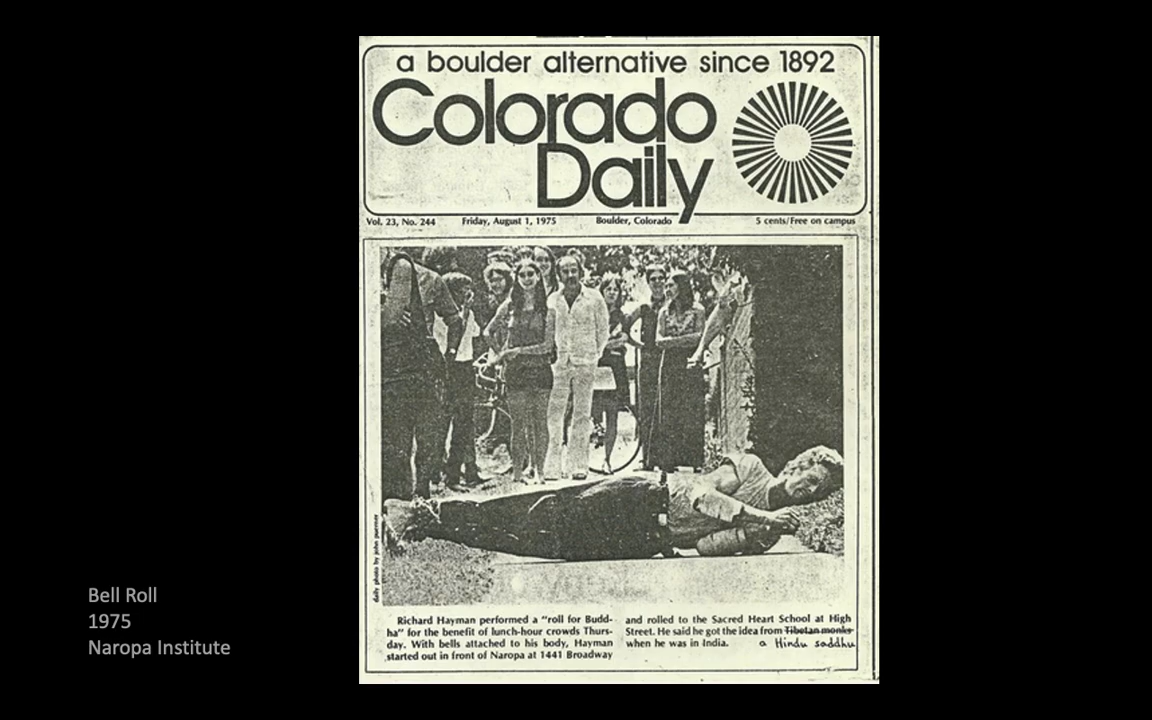 a boulder alternative since 1892
Colorado
Daily
Vol. 23, No. 244 Friday, August 1, 1975 Boulder, Colorado 5 cents/Free on campus
daily photo by john puerner
Richard Hayman performed a "roll for Budd-
ha" for the benefit of lunch-hour crowds Thurs-
day. With bells attached to his body, Hayman
started out in front of Naropa at 1441 Broadway
and rolled to the Sacred Heart School at High
Street. He said he got the idea from Tibetan monks
when he was in India. a Hindu saddhu
Bell Roll
1975
Naropa Institute